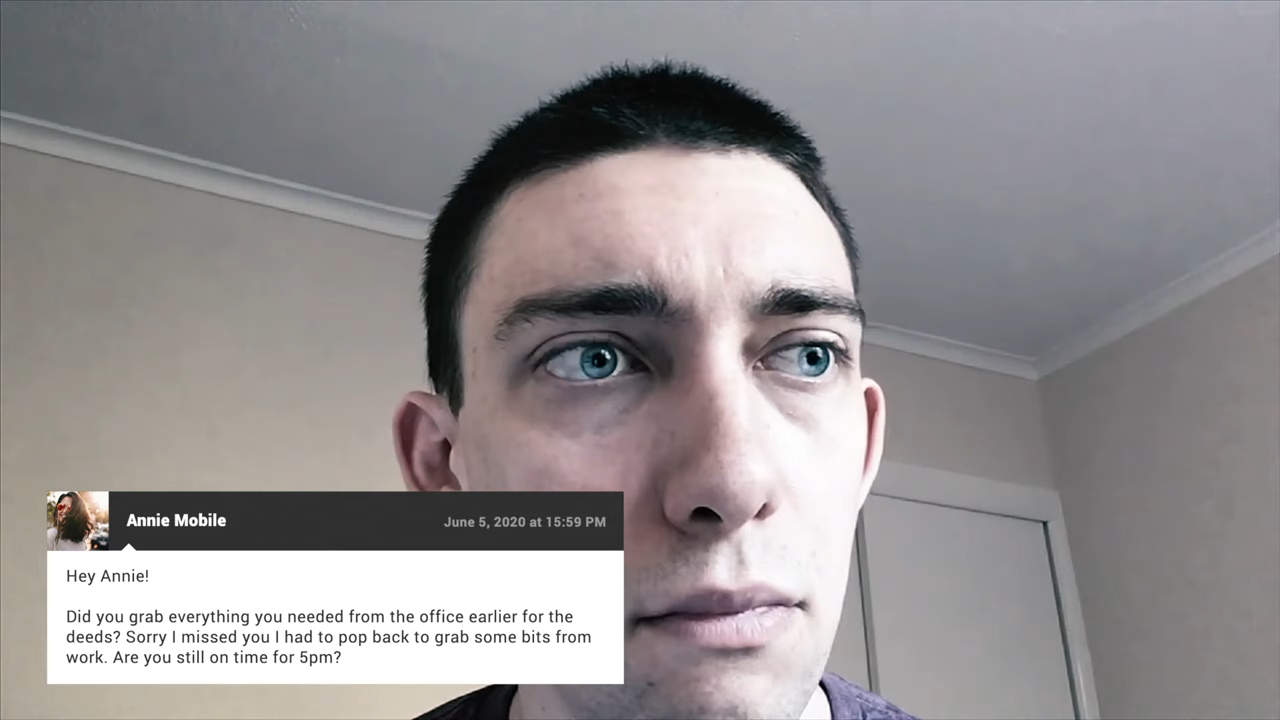 Annie Mobile
June 5, 2020 at 15:59 PM
Hey Annie!
Did you grab everything you needed from the office earlier for the
deeds? Sorry I missed you I had to pop back to grab some bits from
work. Are you still on time for 5pm?